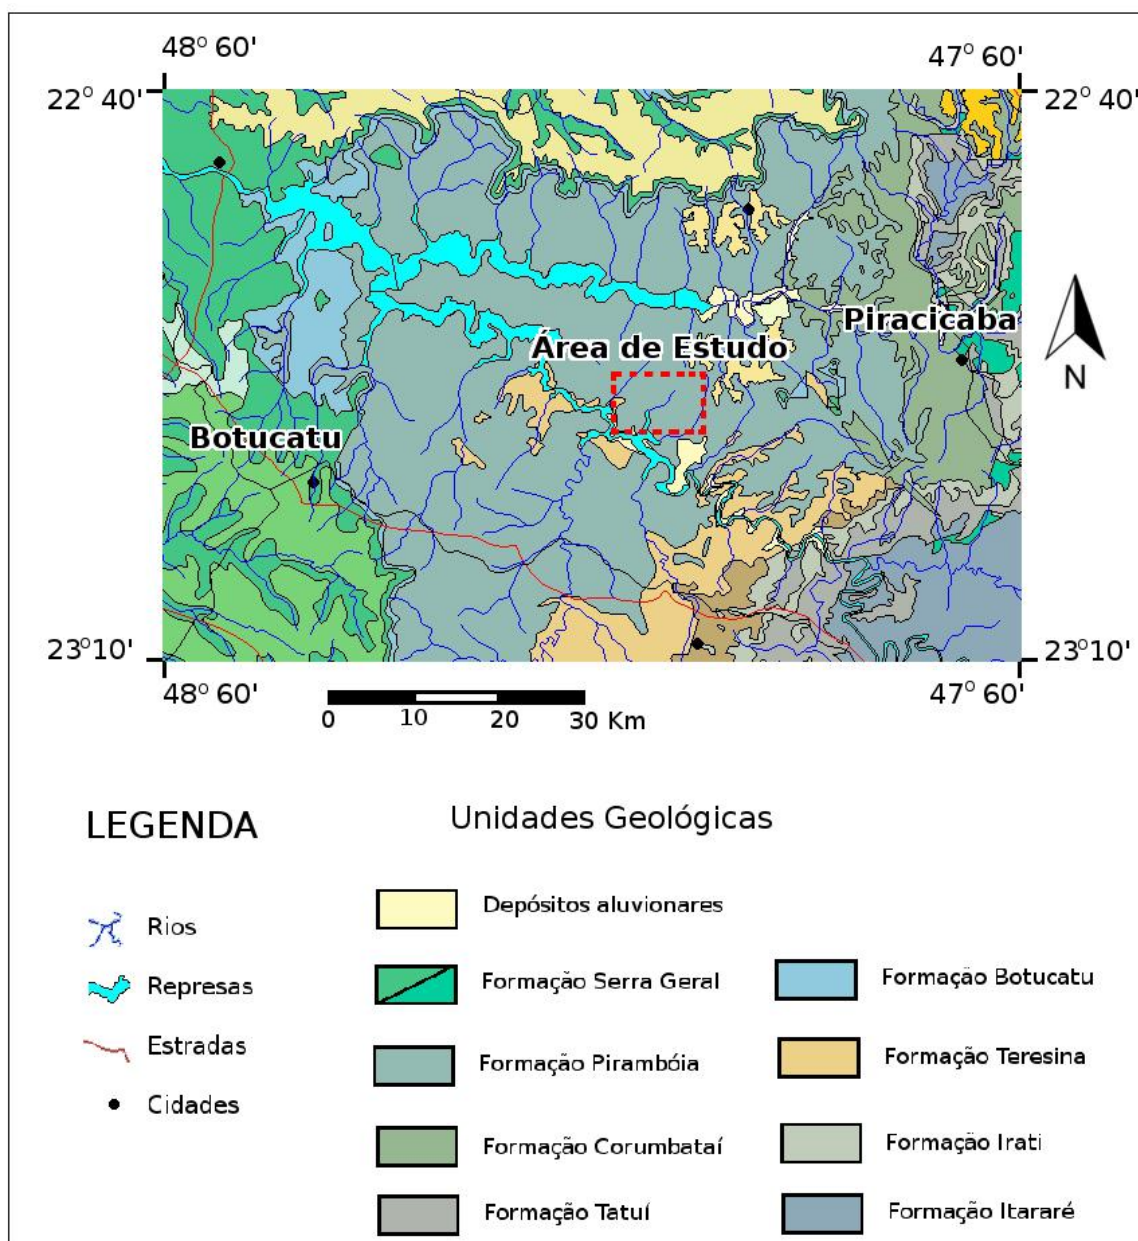 48° 60'
47° 60'
22° 40'
22° 40'
Piracicaba
Área de Estudo
N
Botucatu
23°10'
23°10'
48° 60'
47° 60'
0 10 20 30 Km
LEGENDA
Unidades Geológicas
Rios
Represas
Estradas
Cidades
Depósitos aluvionares
Formação Serra Geral
Formação Botucatu
Formação Pirambóia
Formação Teresina
Formação Corumbataí
Formação Irati
Formação Tatuí
Formação Itararé